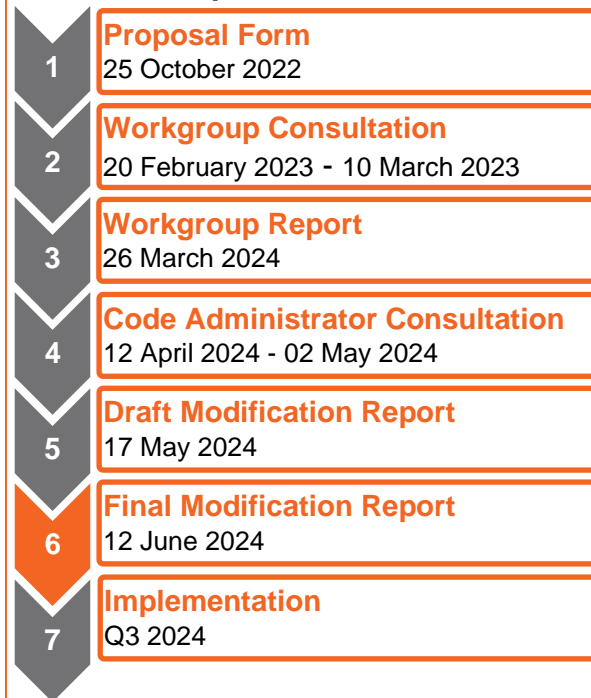 1
Proposal Form
25 October 2022
2
Workgroup Consultation
20 February 2023 - 10 March 2023
3
Workgroup Report
26 March 2024
4
Code Administrator Consultation
12 April 2024 - 02 May 2024
5
Draft Modification Report
17 May 2024
6
Final Modification Report
12 June 2024
7
Implementation
Q3 2024